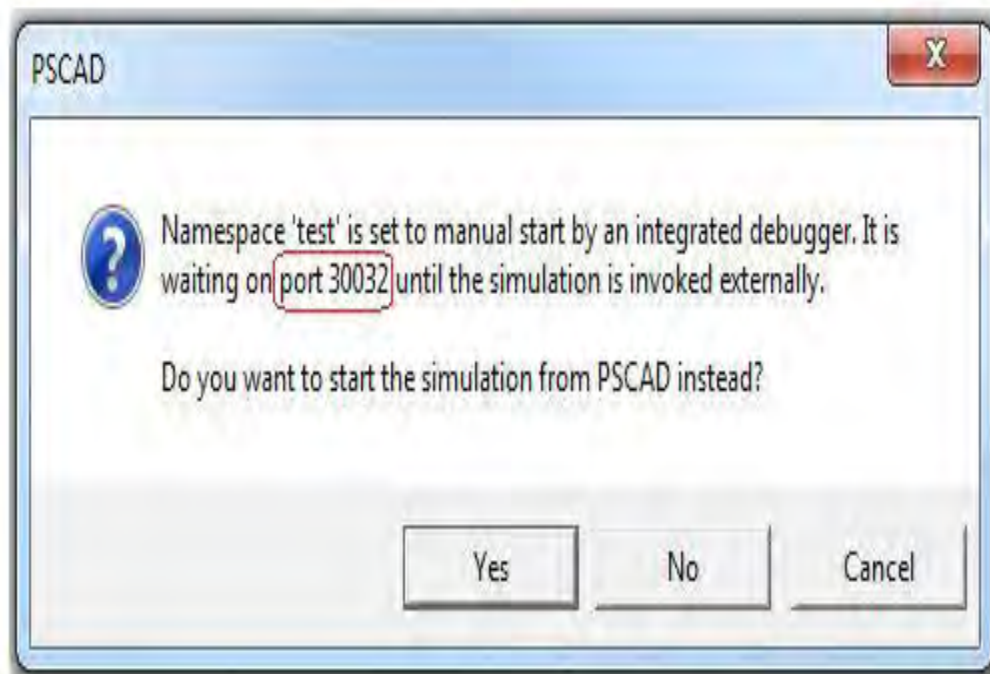 PSCAD
X
Namespace 'test' is set to manual start by an integrated debugger. It is
waiting on port 30032 until the simulation is invoked externally.
Do you want to start the simulation from PSCAD instead?
Yes No Cancel